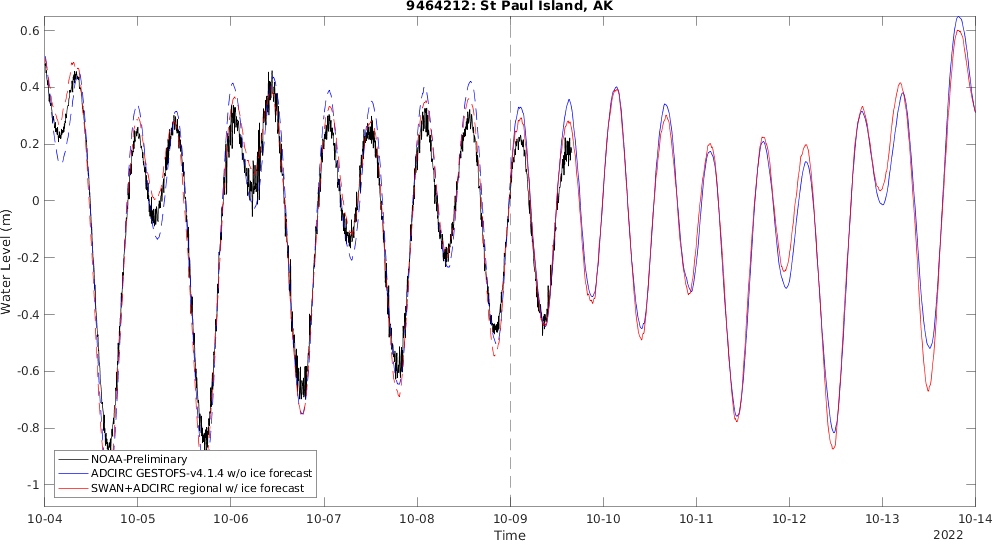 9464212: St Paul Island, AK
0.6
0.4
0.2
0
-0.2
-0.4
-0.6
-0.8
-1
Water Level (m)
NOAA-Preliminary
ADCIRC GESTOFS-v4.1.4 w/o ice forecast
SWAN+ADCIRC regional w/ ice forecast
10-04 10-05 10-06 10-07 10-08 10-09 10-10 10-11 10-12 10-13 10-14
Time
2022